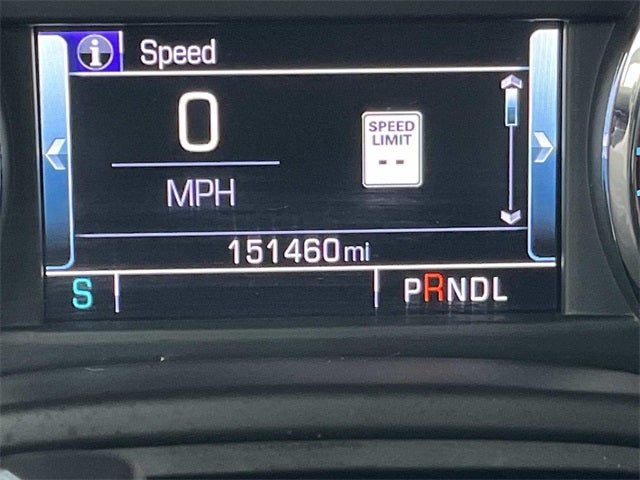 i Speed
0
MPH
SPEED
LIMIT
--
151460mi
S
PRNDL